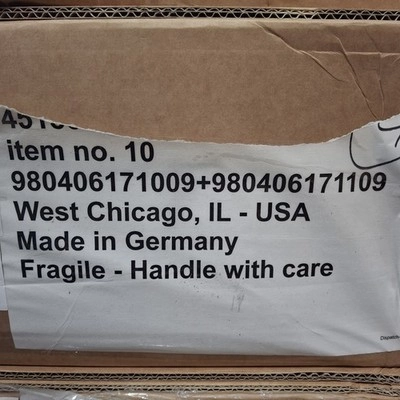 item no. 10
980406171009+980406171109
West Chicago, IL - USA
Made in Germany
Fragile - Handle with care